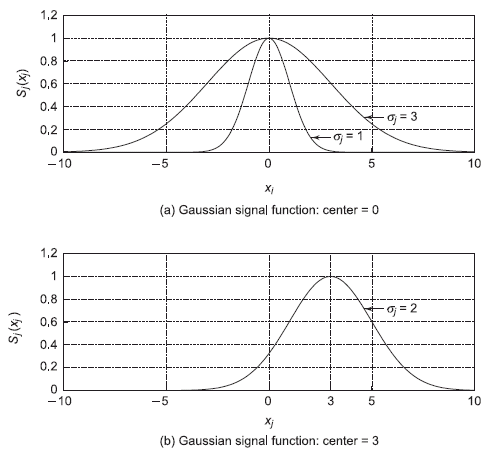 1.2
1
0.8
0.6
0.4
0.2
0
S_j(x_j)
σ_j = 3
σ_j = 1
−10 −5 0 5 10
x_i
(a) Gaussian signal function: center = 0
1.2
1
0.8
0.6
0.4
0.2
0
S_j(x_j)
σ_j = 2
−10 −5 0 3 5 10
x_j
(b) Gaussian signal function: center = 3